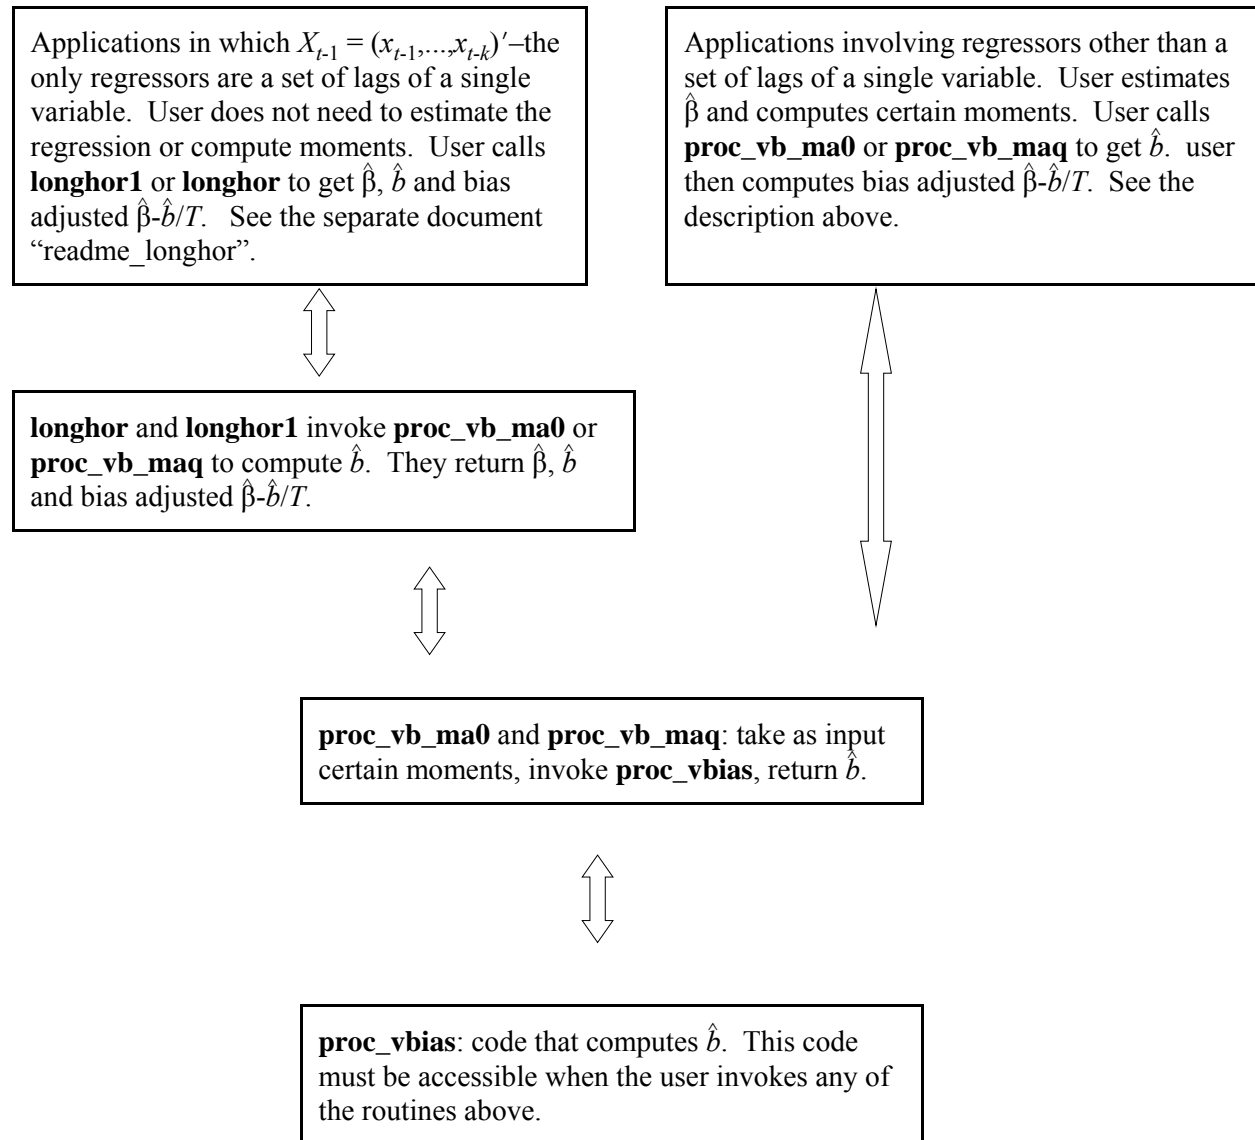 Applications in which X_{t-1} = (x_{t-1},...,x_{t-k})′–the
only regressors are a set of lags of a single
variable. User does not need to estimate the
regression or compute moments. User calls
longhor1 or longhor to get β̂, b̂ and bias
adjusted β̂-b̂/T. See the separate document
“readme_longhor”.
Applications involving regressors other than a
set of lags of a single variable. User estimates
β̂ and computes certain moments. User calls
proc_vb_ma0 or proc_vb_maq to get b̂. user
then computes bias adjusted β̂-b̂/T. See the
description above.
longhor and longhor1 invoke proc_vb_ma0 or
proc_vb_maq to compute b̂. They return β̂, b̂
and bias adjusted β̂-b̂/T.
proc_vb_ma0 and proc_vb_maq: take as input
certain moments, invoke proc_vbias, return b̂.
proc_vbias: code that computes b̂. This code
must be accessible when the user invokes any of
the routines above.